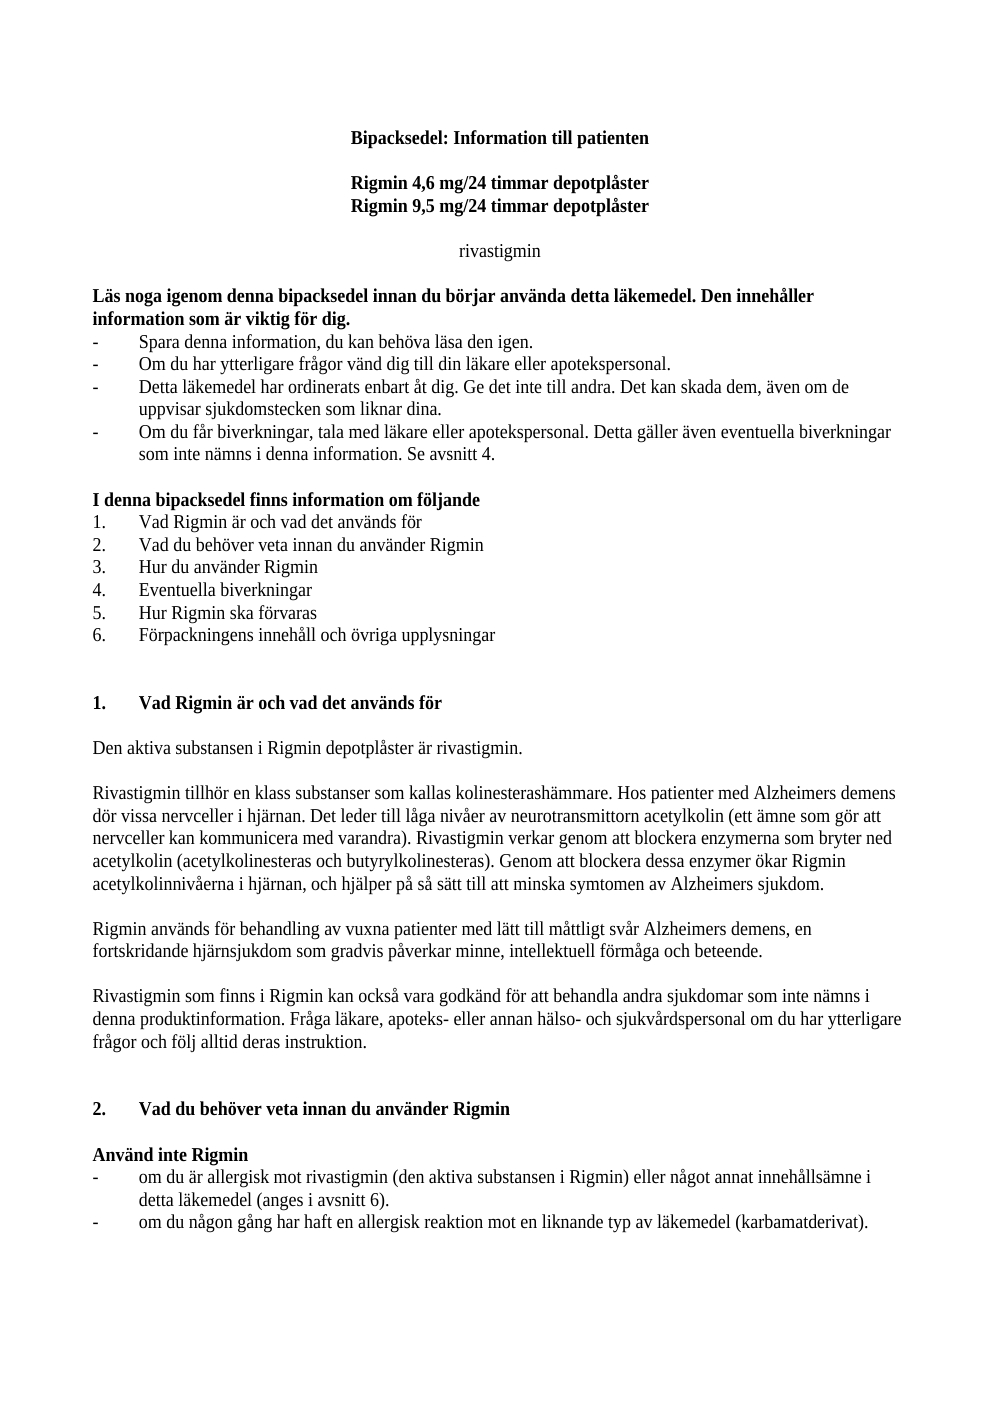 Bipacksedel: Information till patienten
Rigmin 4,6 mg/24 timmar depotplåster
Rigmin 9,5 mg/24 timmar depotplåster
rivastigmin
Läs noga igenom denna bipacksedel innan du börjar använda detta läkemedel. Den innehåller
information som är viktig för dig.
- Spara denna information, du kan behöva läsa den igen.
- Om du har ytterligare frågor vänd dig till din läkare eller apotekspersonal.
- Detta läkemedel har ordinerats enbart åt dig. Ge det inte till andra. Det kan skada dem, även om de
uppvisar sjukdomstecken som liknar dina.
- Om du får biverkningar, tala med läkare eller apotekspersonal. Detta gäller även eventuella biverkningar
som inte nämns i denna information. Se avsnitt 4.
I denna bipacksedel finns information om följande
1. Vad Rigmin är och vad det används för
2. Vad du behöver veta innan du använder Rigmin
3. Hur du använder Rigmin
4. Eventuella biverkningar
5. Hur Rigmin ska förvaras
6. Förpackningens innehåll och övriga upplysningar
1. Vad Rigmin är och vad det används för
Den aktiva substansen i Rigmin depotplåster är rivastigmin.
Rivastigmin tillhör en klass substanser som kallas kolinesterashämmare. Hos patienter med Alzheimers demens
dör vissa nervceller i hjärnan. Det leder till låga nivåer av neurotransmittorn acetylkolin (ett ämne som gör att
nervceller kan kommunicera med varandra). Rivastigmin verkar genom att blockera enzymerna som bryter ned
acetylkolin (acetylkolinesteras och butyrylkolinesteras). Genom att blockera dessa enzymer ökar Rigmin
acetylkolinnivåerna i hjärnan, och hjälper på så sätt till att minska symtomen av Alzheimers sjukdom.
Rigmin används för behandling av vuxna patienter med lätt till måttligt svår Alzheimers demens, en
fortskridande hjärnsjukdom som gradvis påverkar minne, intellektuell förmåga och beteende.
Rivastigmin som finns i Rigmin kan också vara godkänd för att behandla andra sjukdomar som inte nämns i
denna produktinformation. Fråga läkare, apoteks- eller annan hälso- och sjukvårdspersonal om du har ytterligare
frågor och följ alltid deras instruktion.
2. Vad du behöver veta innan du använder Rigmin
Använd inte Rigmin
- om du är allergisk mot rivastigmin (den aktiva substansen i Rigmin) eller något annat innehållsämne i
detta läkemedel (anges i avsnitt 6).
- om du någon gång har haft en allergisk reaktion mot en liknande typ av läkemedel (karbamatderivat).